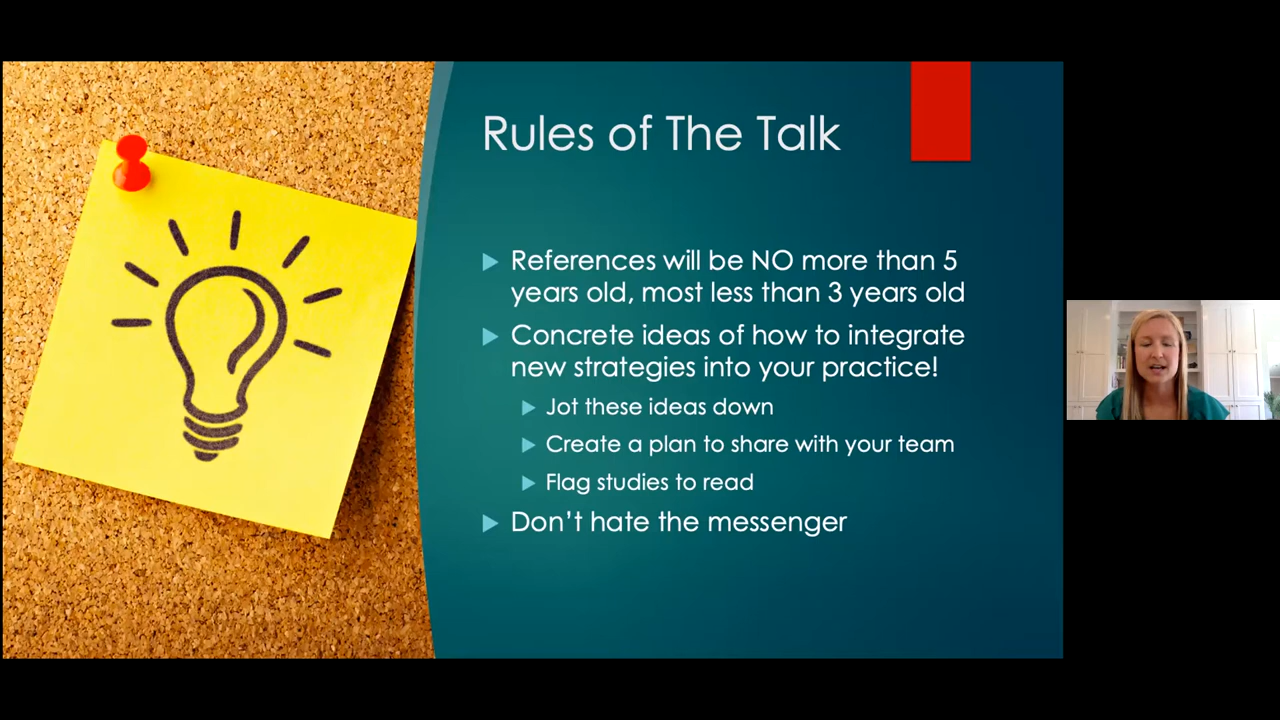 Rules of The Talk
References will be NO more than 5
years old, most less than 3 years old
Concrete ideas of how to integrate
new strategies into your practice!
Jot these ideas down
Create a plan to share with your team
Flag studies to read
Don't hate the messenger